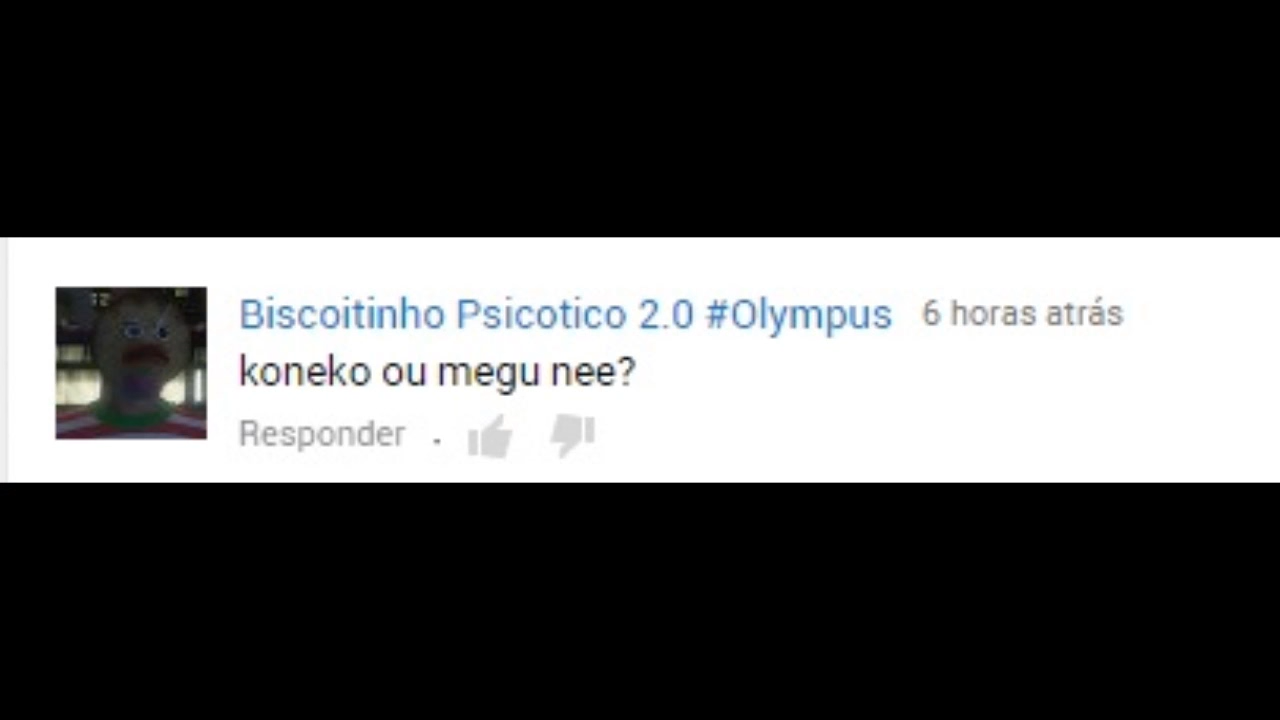 Biscoitinho Psicotico 2.0 #Olympus 6 horas atrás
koneko ou megu nee?
Responder .